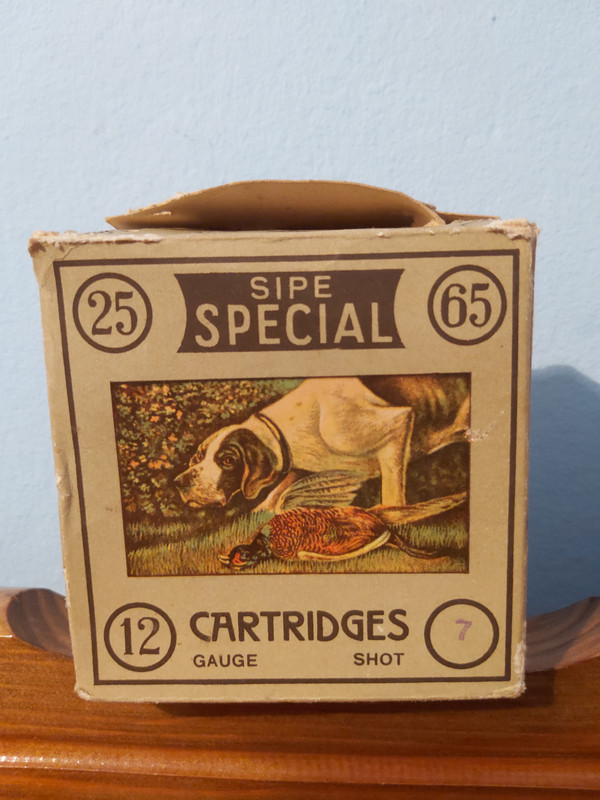 25
SIPE
SPECIAL
65
12
CARTRIDGES
GAUGE SHOT
7